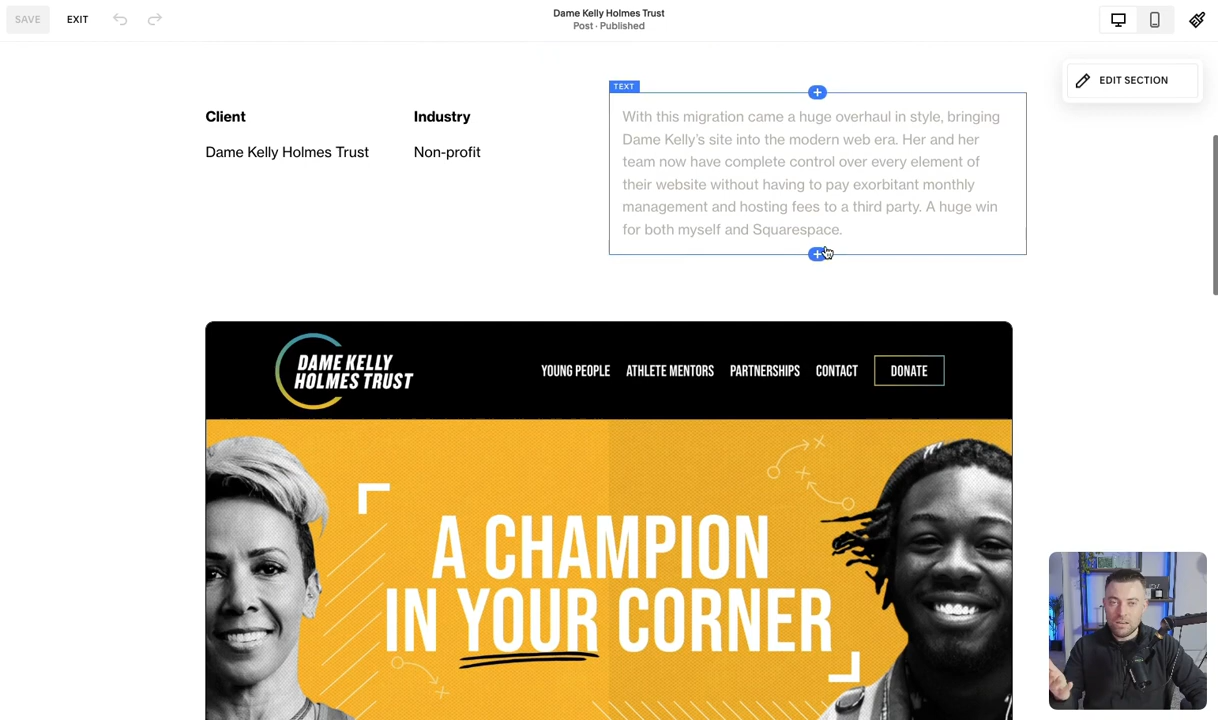 SAVE
EXIT
Dame Kelly Holmes Trust
Post · Published
EDIT SECTION
TEXT
Client
Industry
Dame Kelly Holmes Trust
Non-profit
With this migration came a huge overhaul in style, bringing
Dame Kelly’s site into the modern web era. Her and her
team now have complete control over every element of
their website without having to pay exorbitant monthly
management and hosting fees to a third party. A huge win
for both myself and Squarespace.
DAME KELLY
HOLMES TRUST
YOUNG PEOPLE
ATHLETE MENTORS
PARTNERSHIPS
CONTACT
DONATE
A CHAMPION
IN YOUR CORNER